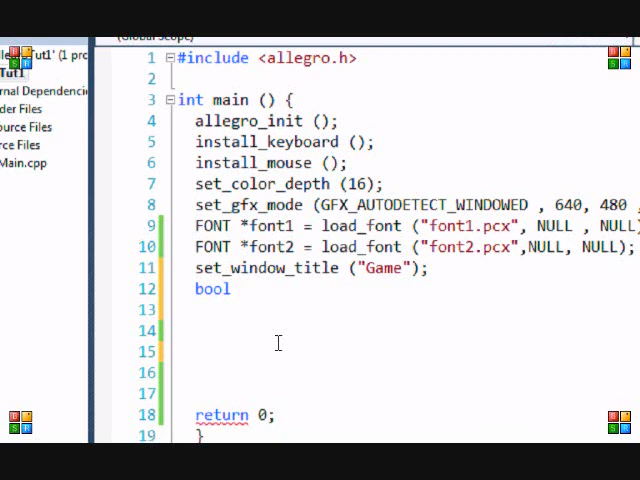 (Global Scope)
Tut1' (1 pro
Tut1
rnal Dependencie
der Files
ource Files
rce Files
Main.cpp
1 #include <allegro.h>
2
3 int main () {
4 allegro_init ();
5 install_keyboard ();
6 install_mouse ();
7 set_color_depth (16);
8 set_gfx_mode (GFX_AUTODETECT_WINDOWED , 640, 480 ,
9 FONT *font1 = load_font ("font1.pcx", NULL , NULL)
10 FONT *font2 = load_font ("font2.pcx",NULL, NULL);
11 set_window_title ("Game");
12 bool
13
14
15
16
17
18 return 0;
19 }